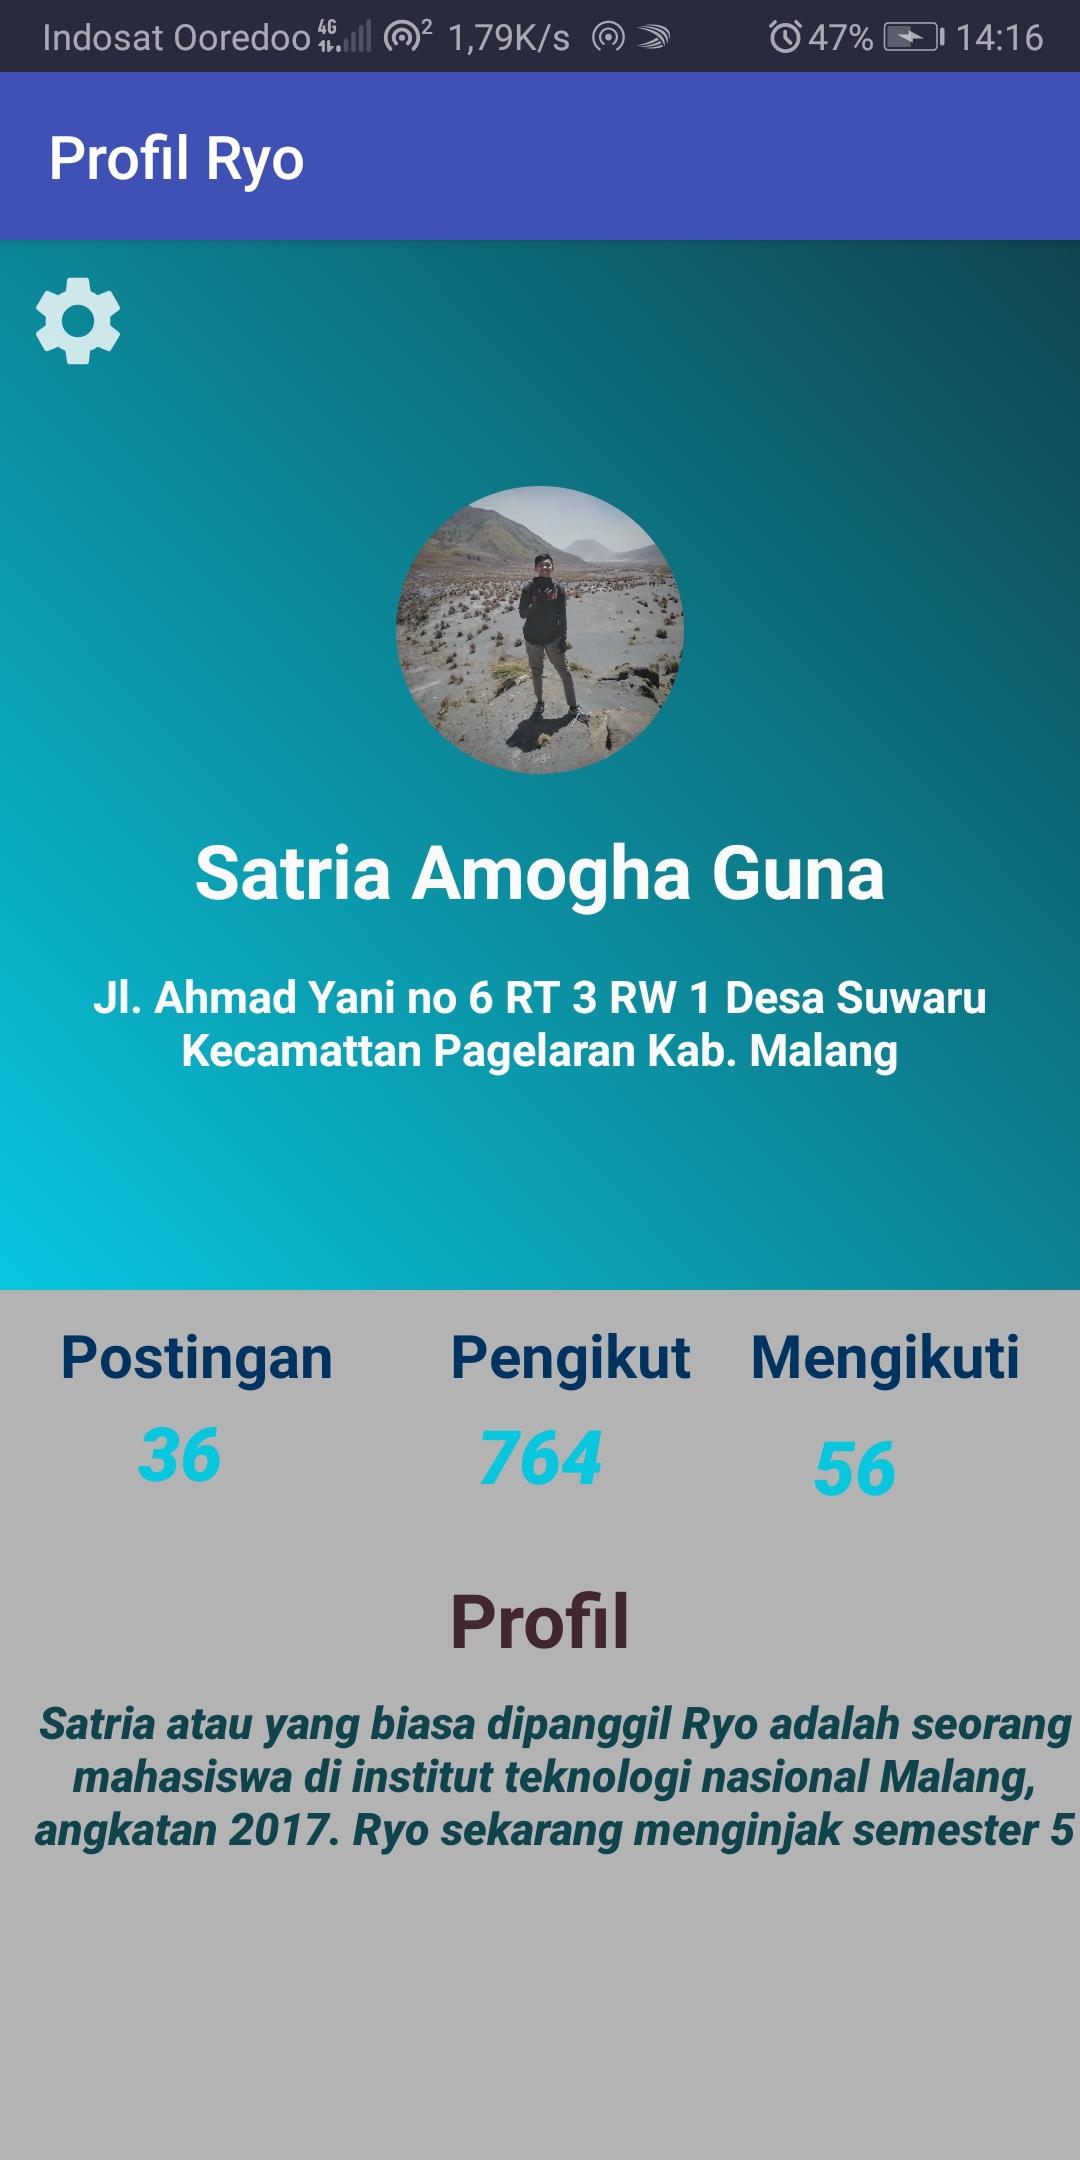 Indosat Ooredoo 4G 2 1,79K/s 47% 14:16
Profil Ryo
Satria Amogha Guna
Jl. Ahmad Yani no 6 RT 3 RW 1 Desa Suwaru
Kecamattan Pagelaran Kab. Malang
Postingan Pengikut Mengikuti
36 764 56
Profil
Satria atau yang biasa dipanggil Ryo adalah seorang
mahasiswa di institut teknologi nasional Malang,
angkatan 2017. Ryo sekarang menginjak semester 5